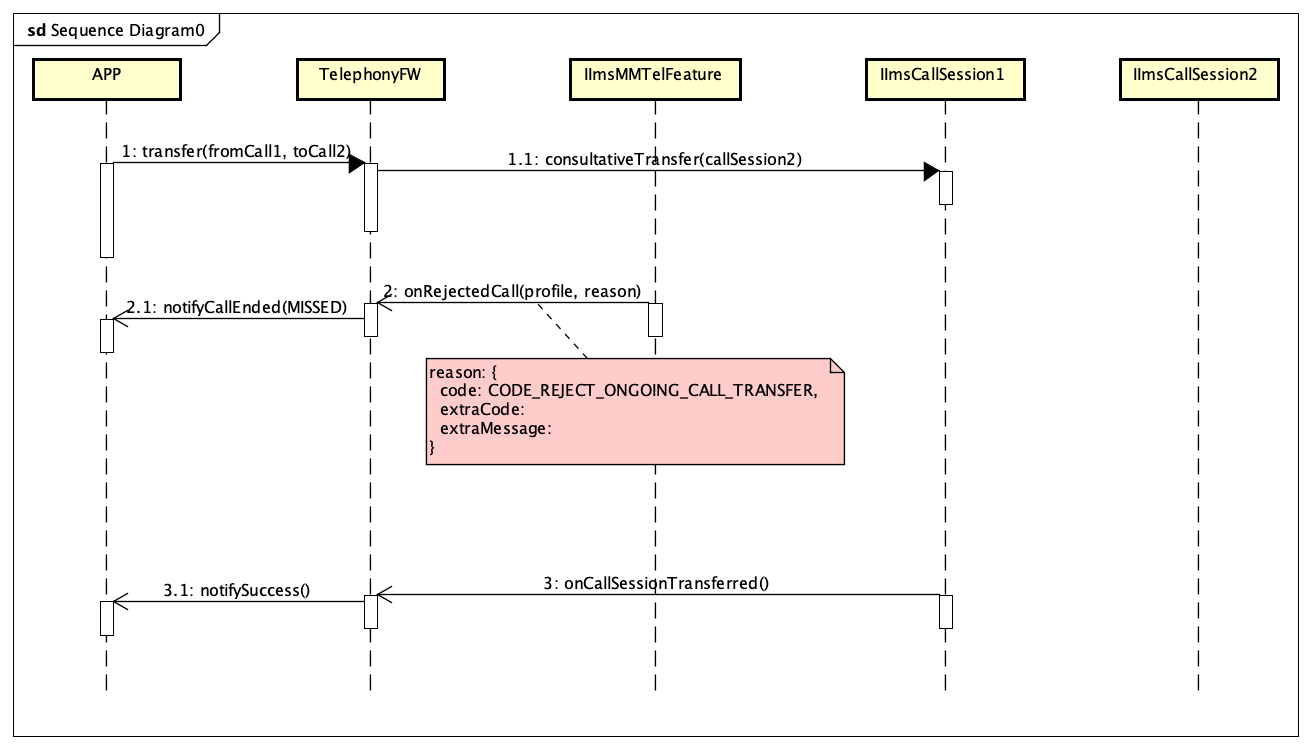 sd Sequence Diagram0
APP
TelephonyFW
IImsMMTelFeature
IImsCallSession1
IImsCallSession2
1: transfer(fromCall1, toCall2)
1.1: consultativeTransfer(callSession2)
2: onRejectedCall(profile, reason)
2.1: notifyCallEnded(MISSED)
reason: {
code: CODE_REJECT_ONGOING_CALL_TRANSFER,
extraCode:
extraMessage:
}
3: onCallSessionTransferred()
3.1: notifySuccess()